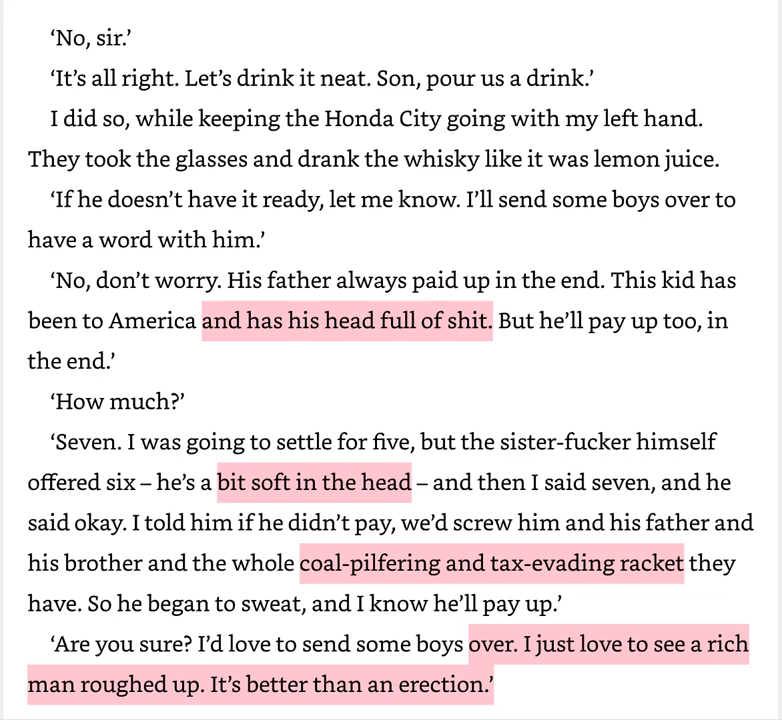 ‘No, sir.’
‘It’s all right. Let’s drink it neat. Son, pour us a drink.’
I did so, while keeping the Honda City going with my left hand.
They took the glasses and drank the whisky like it was lemon juice.
‘If he doesn’t have it ready, let me know. I’ll send some boys over to
have a word with him.’
‘No, don’t worry. His father always paid up in the end. This kid has
been to America and has his head full of shit. But he’ll pay up too, in
the end.’
‘How much?’
‘Seven. I was going to settle for five, but the sister-fucker himself
offered six – he’s a bit soft in the head – and then I said seven, and he
said okay. I told him if he didn’t pay, we’d screw him and his father and
his brother and the whole coal-pilfering and tax-evading racket they
have. So he began to sweat, and I know he’ll pay up.’
‘Are you sure? I’d love to send some boys over. I just love to see a rich
man roughed up. It’s better than an erection.’